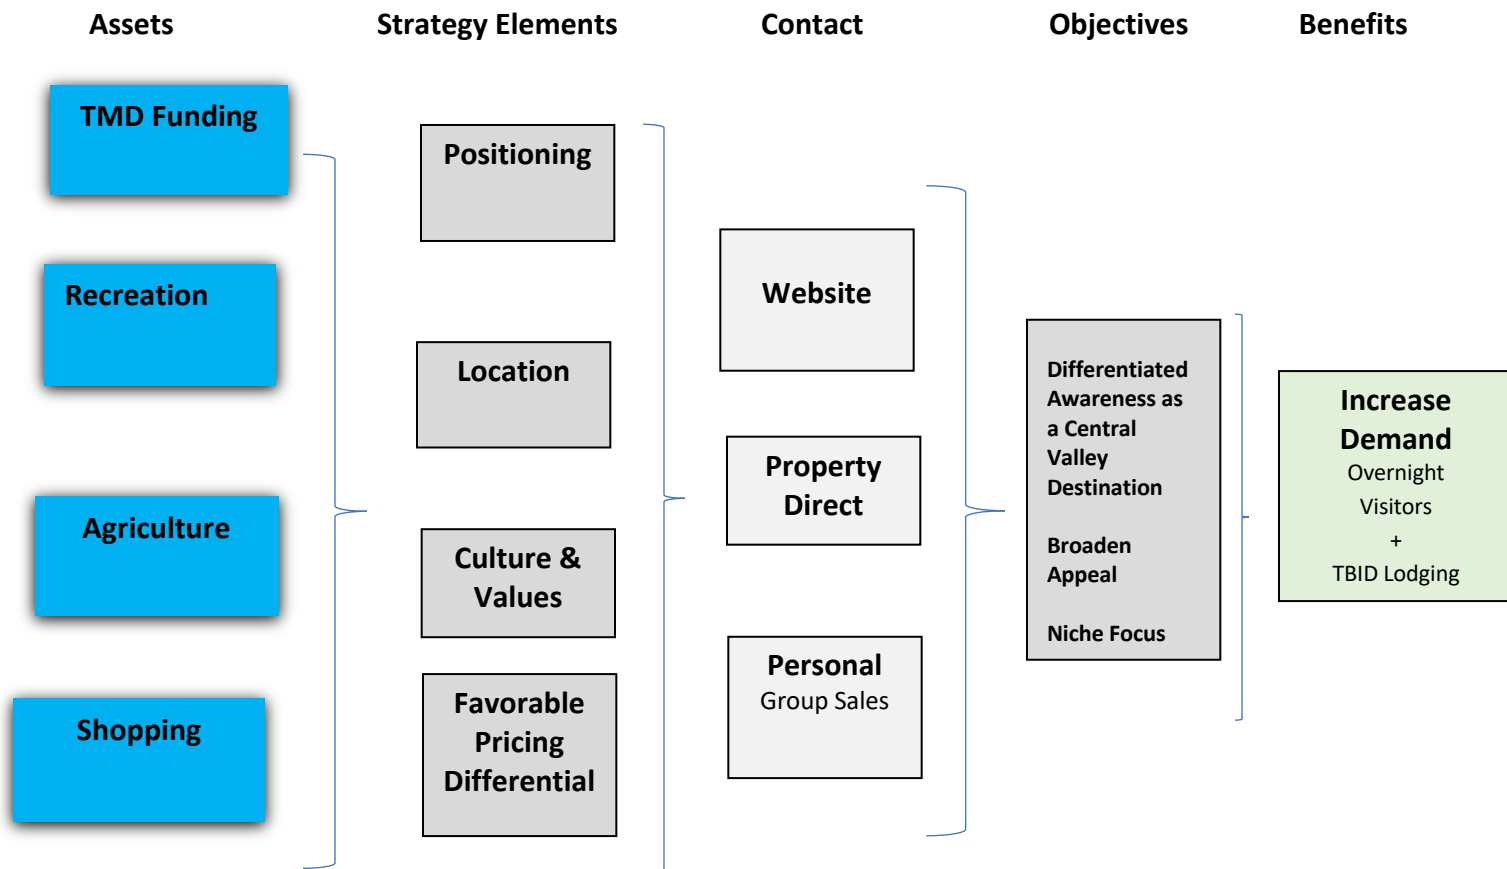 Assets
Strategy Elements
Contact
Objectives
Benefits
TMD Funding
Recreation
Agriculture
Shopping
Positioning
Location
Culture &
Values
Favorable
Pricing
Differential
Website
Property
Direct
Personal
Group Sales
Differentiated
Awareness as
a Central
Valley
Destination
Broaden
Appeal
Niche Focus
Increase
Demand
Overnight
Visitors
+
TBID Lodging